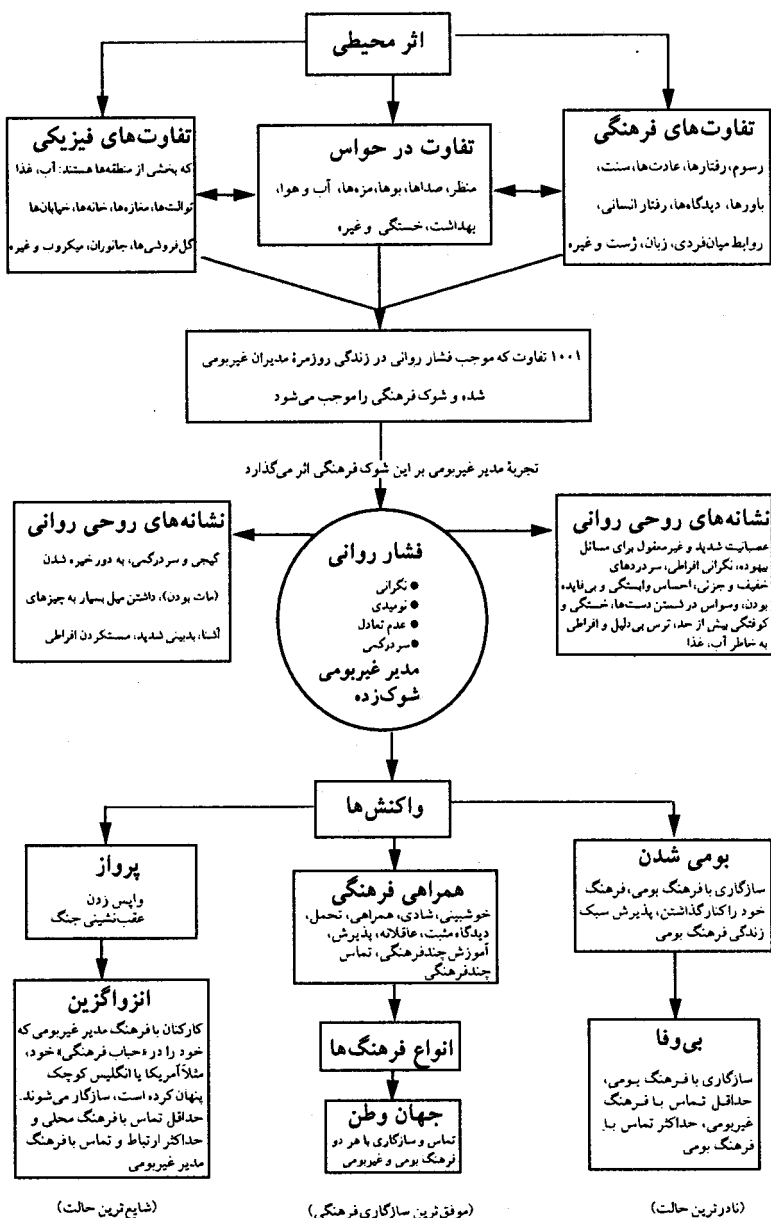 اثر محیطی
تفاوت‌های فرهنگی
رسوم، رفتارها، عادت‌ها، سنت،
باورها، دیدگاه‌ها، رفتار انسانی،
روابط میان‌فردی، زبان، ژست و غیره
تفاوت در حواس
منظر، صداها، بوها، مزه‌ها، آب و هوا،
بهداشت، خستگی و غیره
تفاوت‌های فیزیکی
که بخشی از منطقه‌ها هستند: آب، غذا
توالت‌ها، مغازه‌ها، خانه‌ها، خیابان‌ها
گل‌فروشی‌ها، جانوران، میکروب و غیره
۱۰۰۱ تفاوت که موجب فشار روانی در زندگی روزمرهٔ مدیران غیربومی
شده و شوک فرهنگی را موجب می‌شود
تجربهٔ مدیر غیربومی بر این شوک فرهنگی اثر می‌گذارد
نشانه‌های روحی روانی
عصبانیت شدید و غیرمعقول برای مسائل
بیهوده، نگرانی افراطی، سردردهای
خفیف و جزئی، احساس وابستگی و بی‌فایده
بودن، وسواس در شستن دست‌ها، خستگی و
کوفتگی بیش از حد، ترس بی‌دلیل و افراطی
به خاطر آب، غذا
فشار روانی
● نگرانی
● نومیدی
● عدم تعادل
● سردرگمی
مدیر غیربومی
شوک‌زده
نشانه‌های روحی روانی
گیجی و سردرگمی، به دور خیره شدن
(مات بودن)، داشتن میل بسیار به چیزهای
آشنا، بدبینی شدید، مستکردن افراطی
واکنش‌ها
بومی شدن
سازگاری با فرهنگ بومی، فرهنگ
خود را کنار گذاشتن، پذیرش سبک
زندگی فرهنگ بومی
همراهی فرهنگی
خوشبینی، شادی، همراهی، تحمل،
دیدگاه مثبت، عاقلانه، پذیرش،
آموزش چندفرهنگی، تماس
چندفرهنگی
پرواز
واپس زدن
عقب‌نشینی جنگ
بی‌وفا
سازگاری با فرهنگ بومی،
حداقل تماس با فرهنگ
غیربومی، حداکثر تماس با
فرهنگ بومی
انواع فرهنگ‌ها
جهان وطن
تماس و سازگاری با هر دو
فرهنگ بومی و غیربومی
انزواگزین
کارکنان با فرهنگ مدیر غیربومی که
خود را در «حباب فرهنگی» خود،
مثلاً آمریکا یا انگلیس کوچک
پنهان کرده است، سازگار می‌شوند.
حداقل تماس با فرهنگ محلی و
حداکثر ارتباط و تماس با فرهنگ
مدیر غیربومی
(نادرترین حالت)
(موفق‌ترین سازگاری فرهنگی)
(شایع‌ترین حالت)